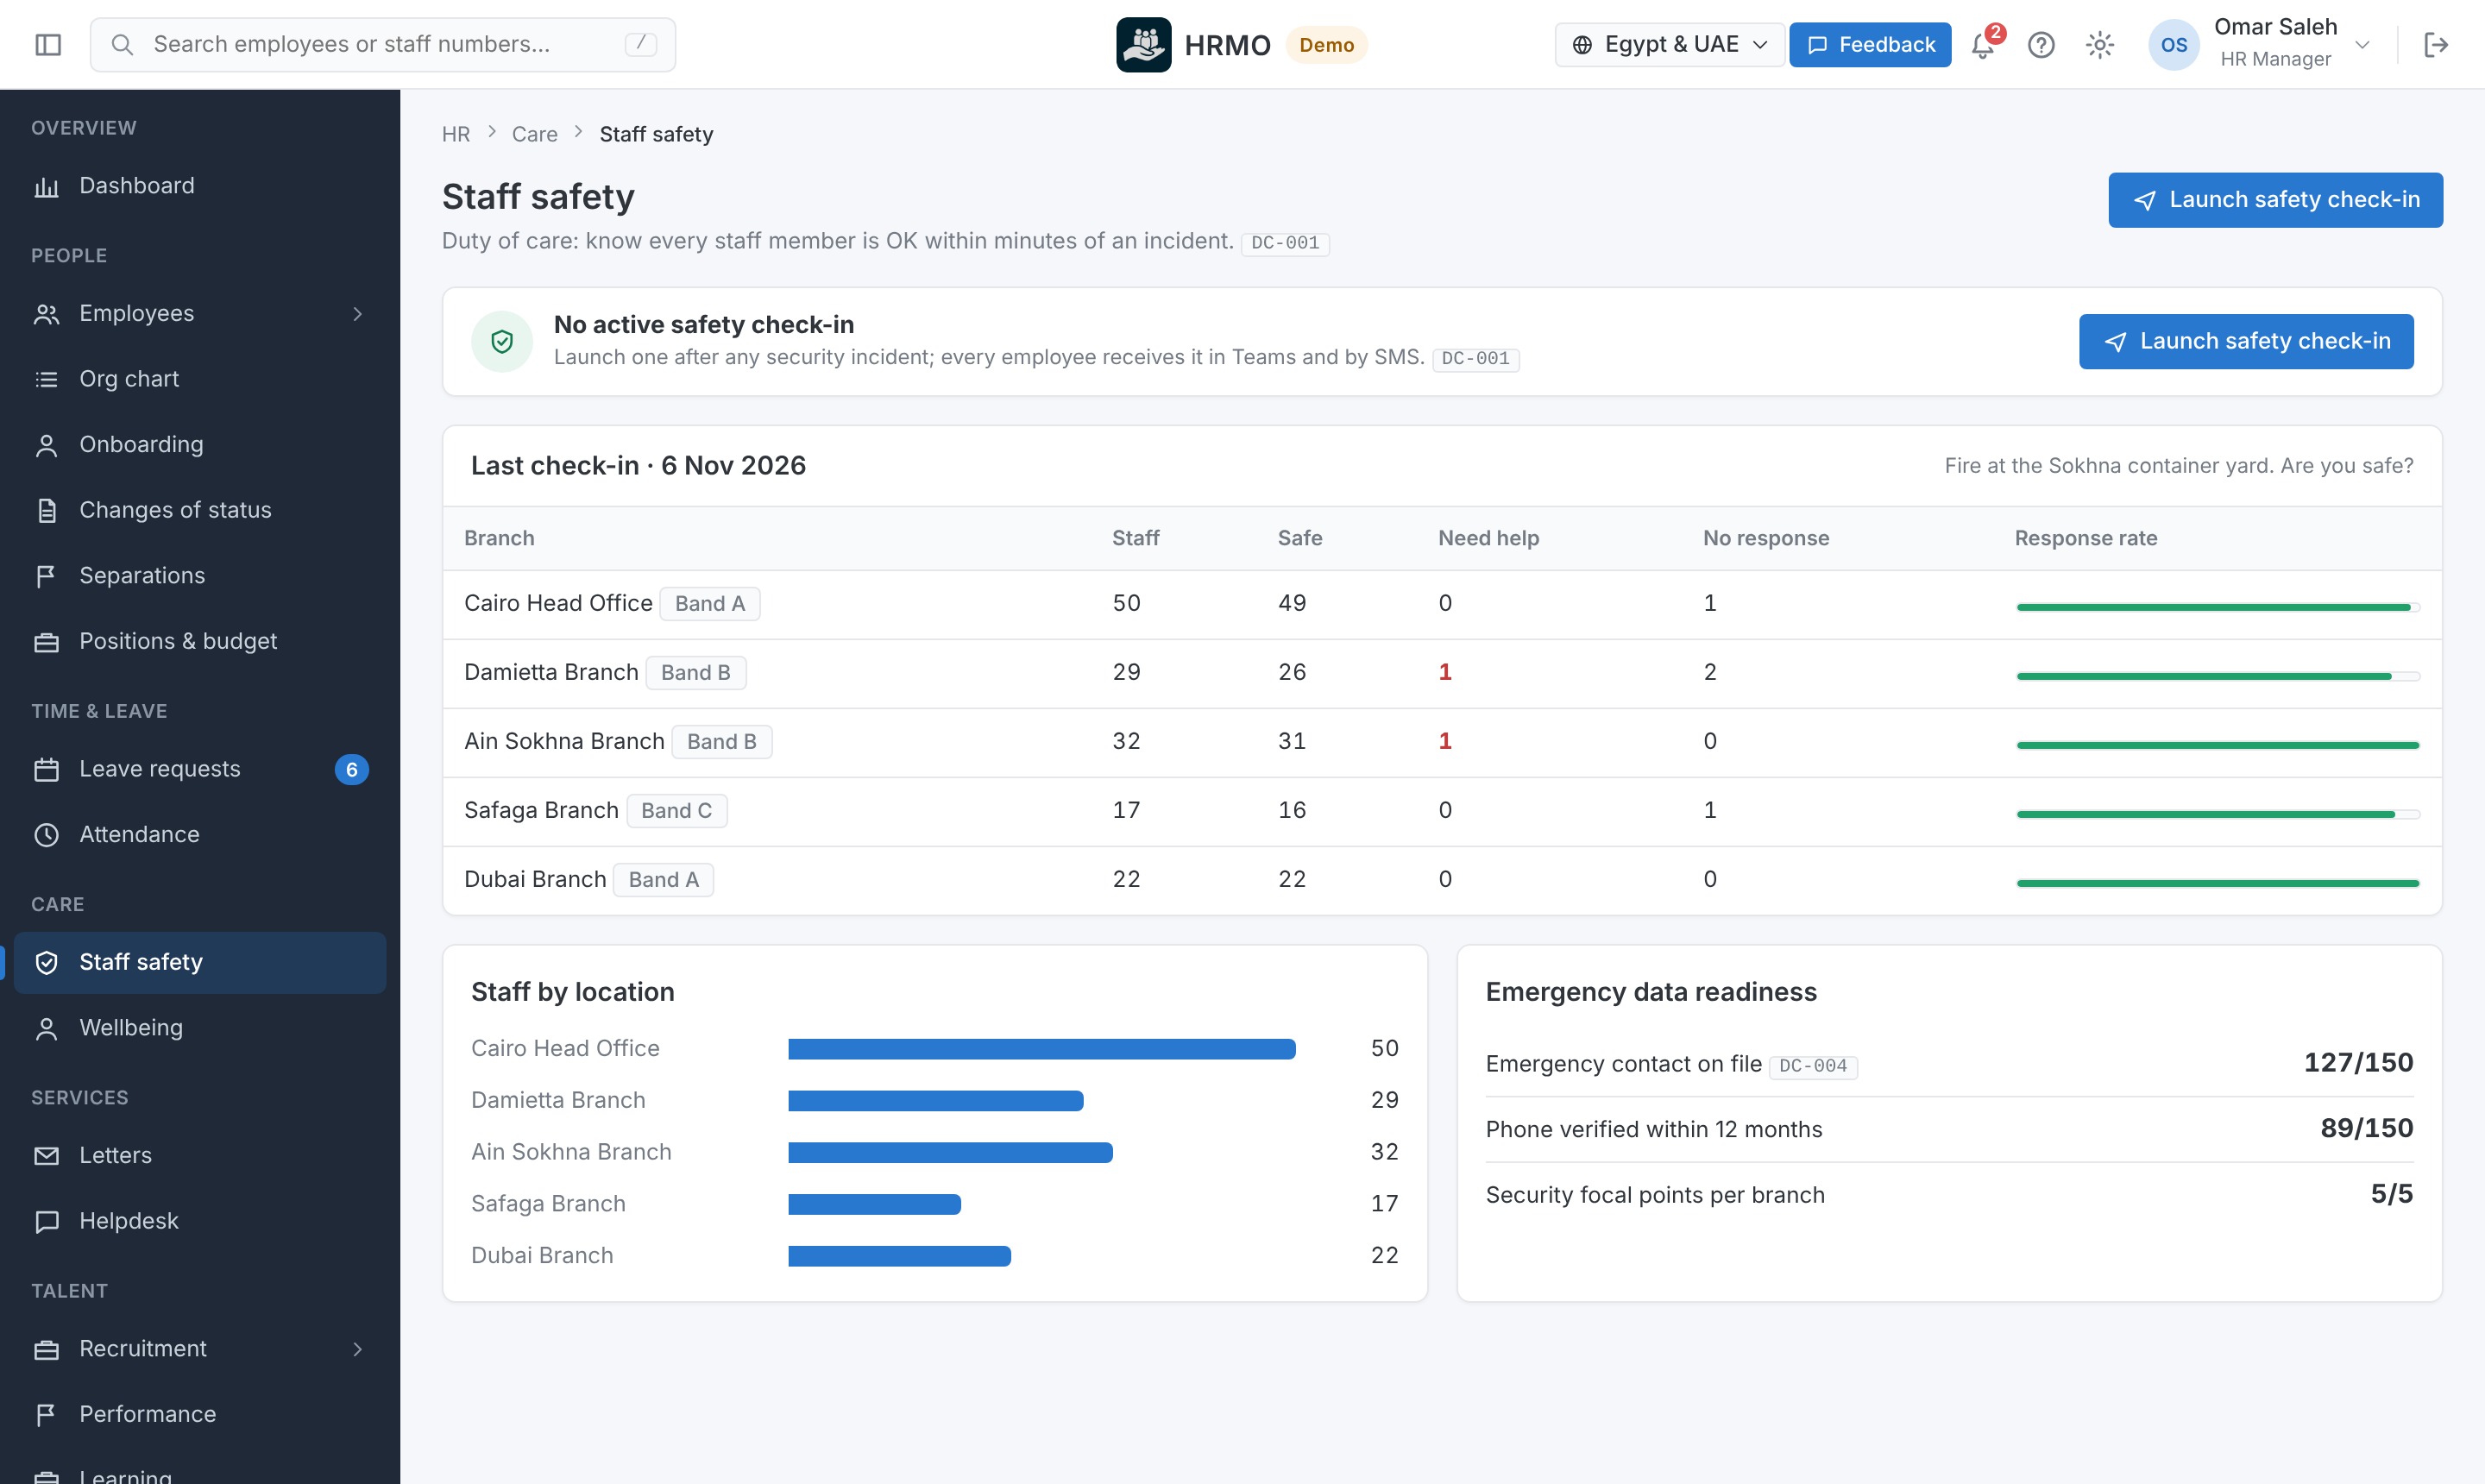 Search employees or staff numbers... /
HRMO Demo
Egypt & UAE
Feedback
2
OS
Omar Saleh
HR Manager
OVERVIEW
Dashboard
PEOPLE
Employees
Org chart
Onboarding
Changes of status
Separations
Positions & budget
TIME & LEAVE
Leave requests 6
Attendance
CARE
Staff safety
Wellbeing
SERVICES
Letters
Helpdesk
TALENT
Recruitment
Performance
Learning
HR > Care > Staff safety
Staff safety
Duty of care: know every staff member is OK within minutes of an incident. DC-001
Launch safety check-in
No active safety check-in
Launch one after any security incident; every employee receives it in Teams and by SMS. DC-001
Launch safety check-in
Last check-in · 6 Nov 2026
Fire at the Sokhna container yard. Are you safe?
Branch Staff Safe Need help No response Response rate
Cairo Head Office Band A 50 49 0 1
Damietta Branch Band B 29 26 1 2
Ain Sokhna Branch Band B 32 31 1 0
Safaga Branch Band C 17 16 0 1
Dubai Branch Band A 22 22 0 0
Staff by location
Cairo Head Office 50
Damietta Branch 29
Ain Sokhna Branch 32
Safaga Branch 17
Dubai Branch 22
Emergency data readiness
Emergency contact on file DC-004 127/150
Phone verified within 12 months 89/150
Security focal points per branch 5/5